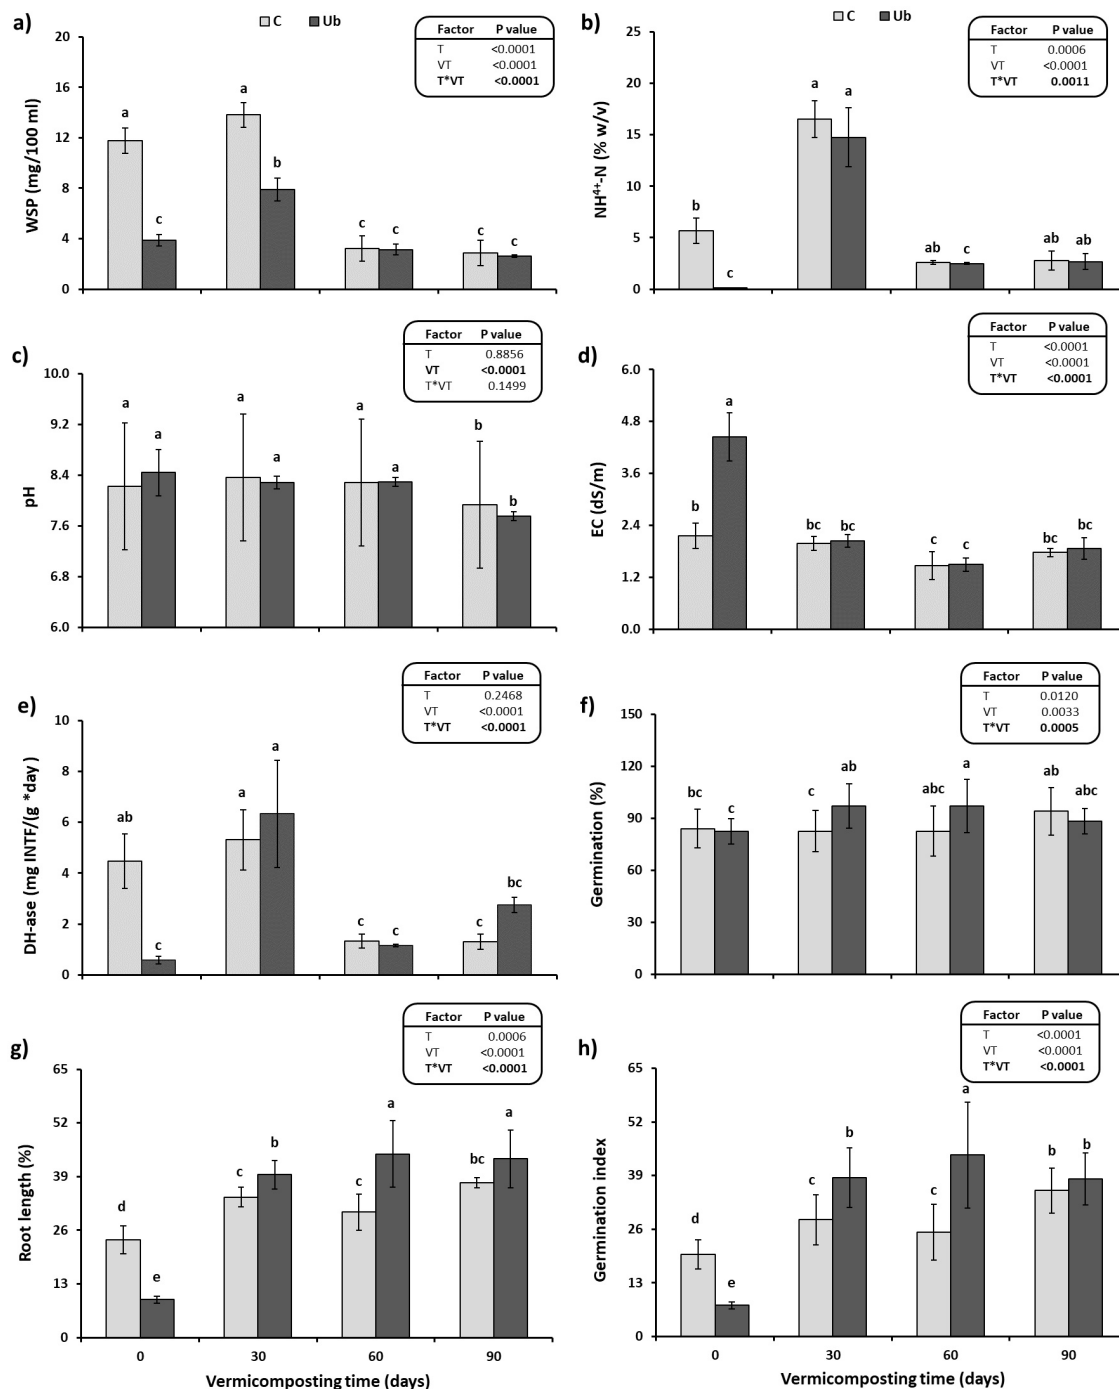 a)
C Ub
Factor P value
T <0.0001
VT <0.0001
T*VT <0.0001
WSP (mg/100 ml)
20
16
12
8
4
0
a
c
a
b
c
c
c
c
b)
C Ub
Factor P value
T 0.0006
VT <0.0001
T*VT 0.0011
NH⁴⁺-N (% w/v)
25
20
15
10
5
0
b
c
a
a
ab
c
ab
ab
c)
Factor P value
T 0.8856
VT <0.0001
T*VT 0.1499
pH
10.0
9.2
8.4
7.6
6.8
6.0
a
a
a
a
a
a
b
b
d)
Factor P value
T <0.0001
VT <0.0001
T*VT <0.0001
EC (dS/m)
6.0
4.8
3.6
2.4
1.2
0.0
b
a
bc
bc
c
c
bc
bc
e)
Factor P value
T 0.2468
VT <0.0001
T*VT <0.0001
DH-ase (mg INTF/(g *day )
10
8
6
4
2
0
ab
c
a
a
c
c
c
bc
f)
Factor P value
T 0.0120
VT 0.0033
T*VT 0.0005
Germination (%)
150
120
90
60
30
0
bc
c
c
ab
abc
a
ab
abc
g)
Factor P value
T 0.0006
VT <0.0001
T*VT <0.0001
Root length (%)
65
52
39
26
13
0
d
e
c
b
c
a
bc
a
0 30 60 90
Vermicomposting time (days)
h)
Factor P value
T <0.0001
VT <0.0001
T*VT <0.0001
Germination index
65
52
39
26
13
0
d
e
c
b
c
a
b
b
0 30 60 90
Vermicomposting time (days)